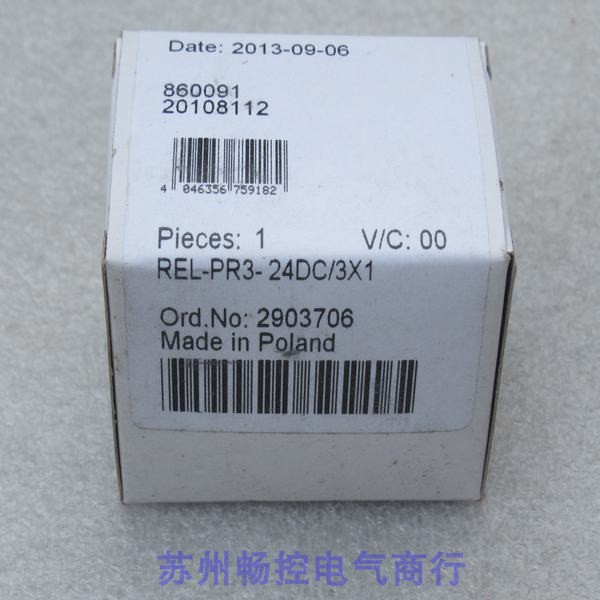 Date: 2013-09-06
860091
20108112
4 046356 759182
Pieces: 1 V/C: 00
REL-PR3- 24DC/3X1
Ord.No: 2903706
Made in Poland
苏州畅控电气商行